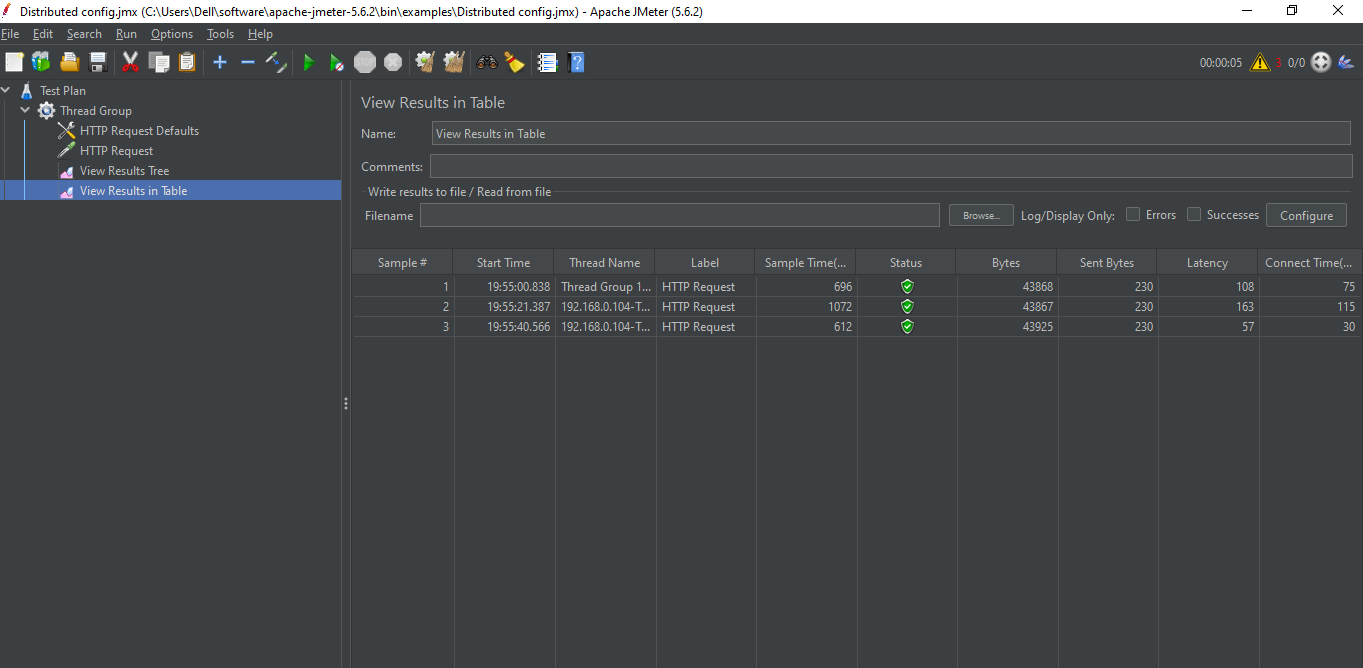 Distributed config.jmx (C:\Users\Dell\software\apache-jmeter-5.6.2\bin\examples\Distributed config.jmx) - Apache JMeter (5.6.2)
File Edit Search Run Options Tools Help
STOP 00:00:05 3 0/0
Test Plan
Thread Group
HTTP Request Defaults
HTTP Request
View Results Tree
View Results in Table
View Results in Table
Name: View Results in Table
Comments:
Write results to file / Read from file
Filename Browse... Log/Display Only: Errors Successes Configure
Sample # Start Time Thread Name Label Sample Time(... Status Bytes Sent Bytes Latency Connect Time(...
1 19:55:00.838 Thread Group 1... HTTP Request 696 43868 230 108 75
2 19:55:21.387 192.168.0.104-T... HTTP Request 1072 43867 230 163 115
3 19:55:40.566 192.168.0.104-T... HTTP Request 612 43925 230 57 30